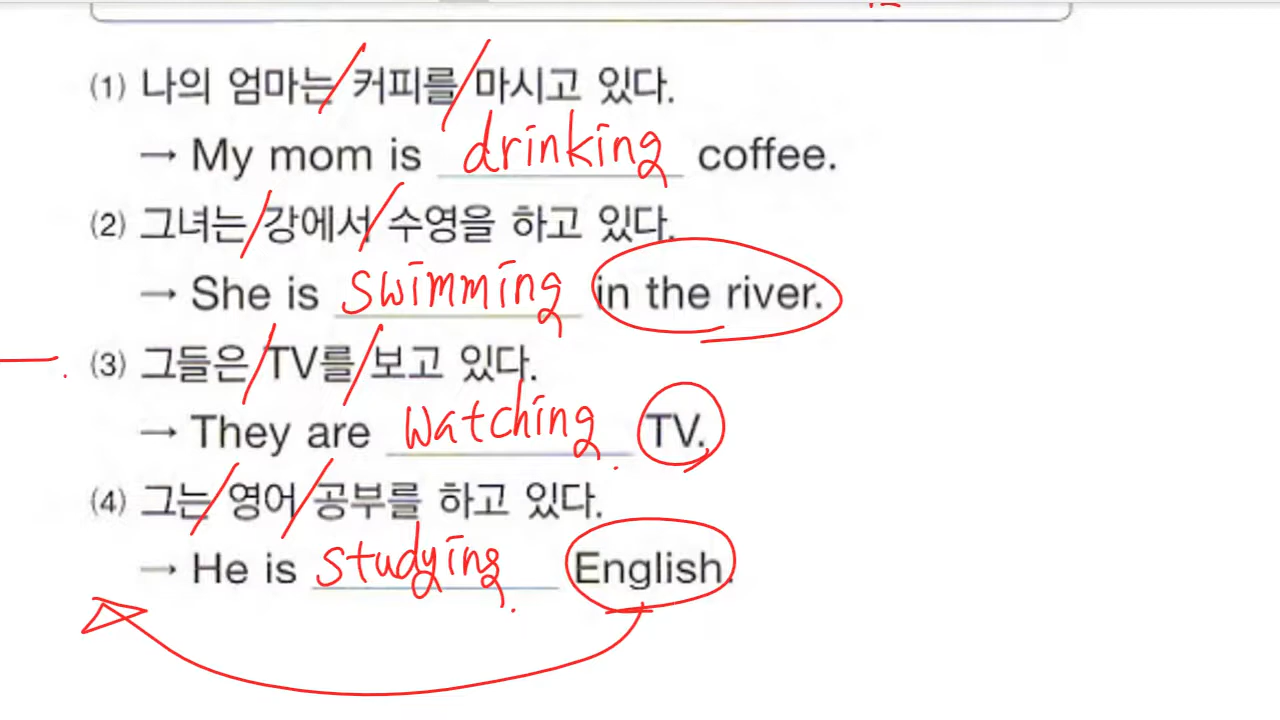 (1) 나의 엄마는 / 커피를 / 마시고 있다.
→ My mom is drinking coffee.
(2) 그녀는 / 강에서 / 수영을 하고 있다.
→ She is swimming in the river.
(3) 그들은 / TV를 / 보고 있다.
→ They are watching TV.
(4) 그는 / 영어 / 공부를 하고 있다.
→ He is studying English.